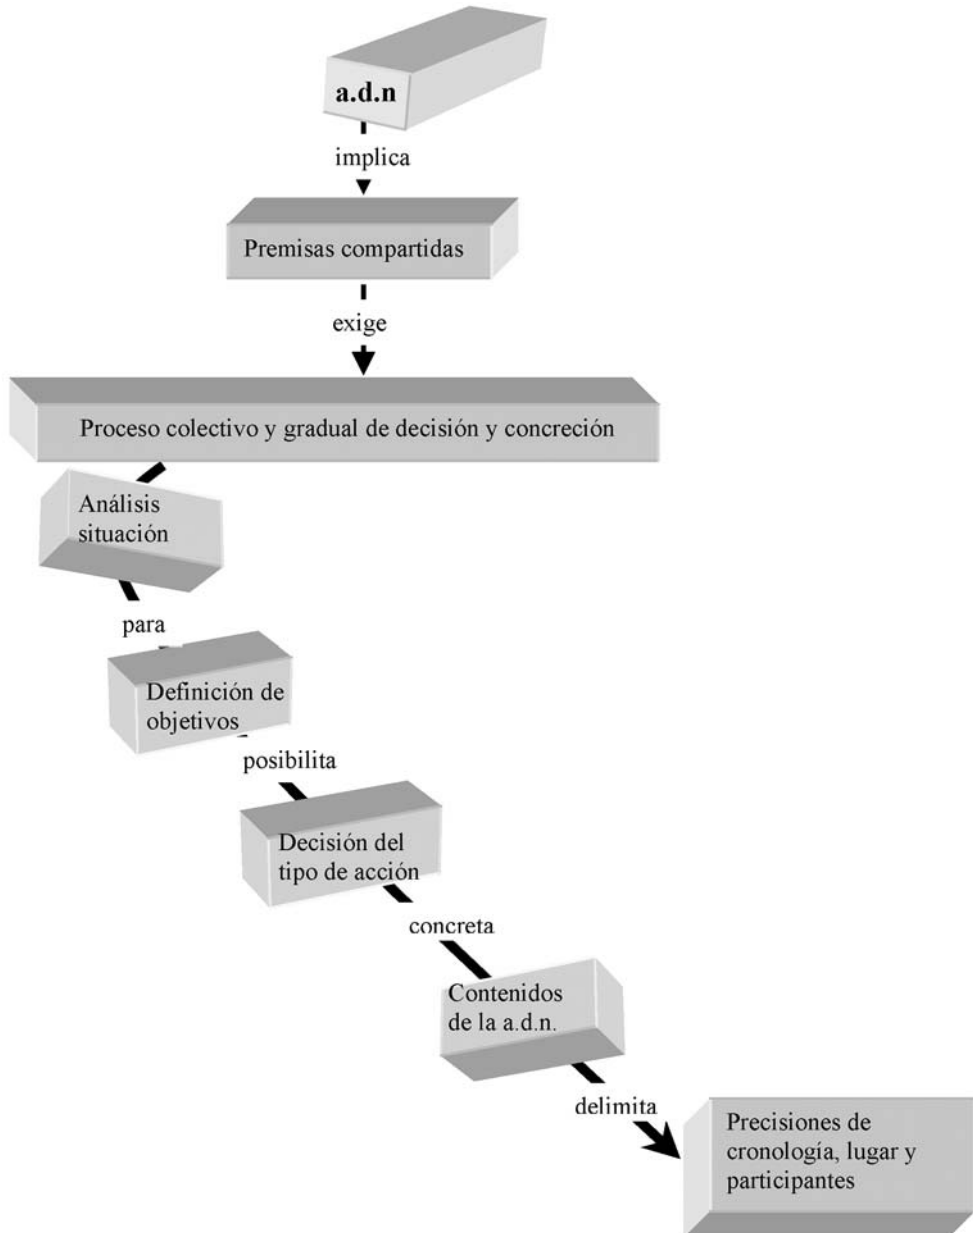 a.d.n
implica
Premisas compartidas
exige
Proceso colectivo y gradual de decisión y concreción
Análisis
situación
para
Definición de
objetivos
posibilita
Decisión del
tipo de acción
concreta
Contenidos
de la a.d.n.
delimita
Precisiones de
cronología, lugar y
participantes